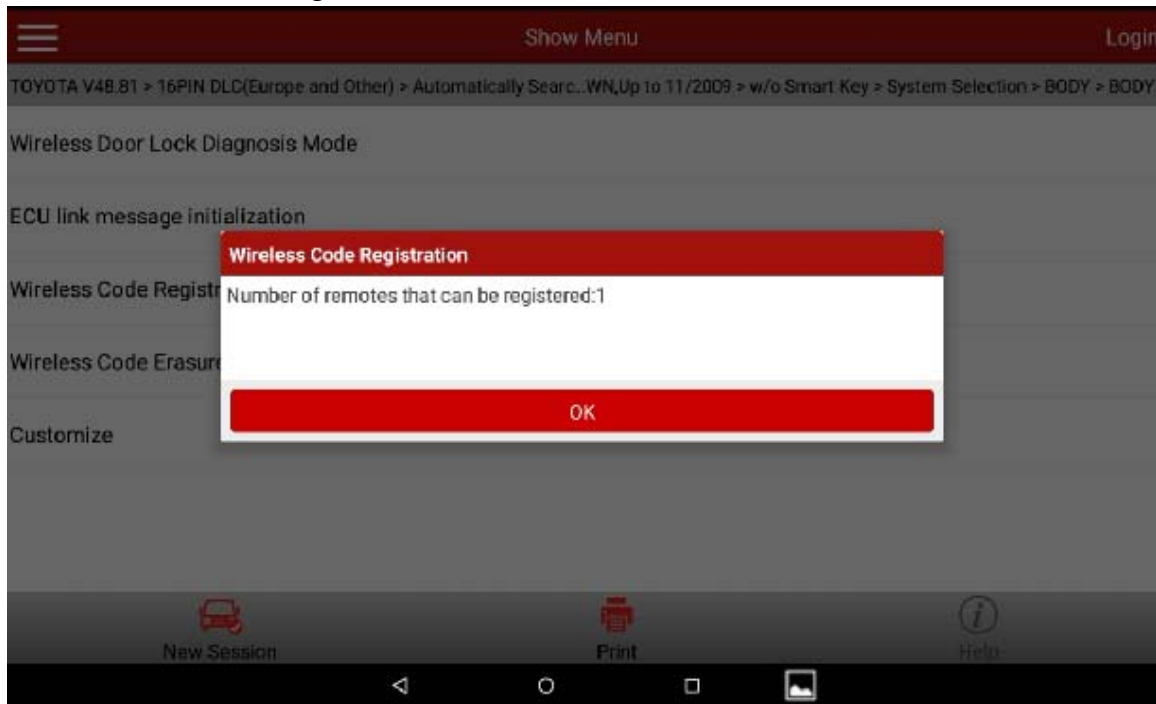 Show Menu
Login
TOYOTA V48.81 > 16PIN DLC(Europe and Other) > Automatically Searc..WN,Up to 11/2009 > w/o Smart Key > System Selection > BODY > BODY
Wireless Door Lock Diagnosis Mode
ECU link message initialization
Wireless Code Registration
Wireless Code Registr
Number of remotes that can be registered:1
Wireless Code Erasure
OK
Customize
New Session
Print
Help